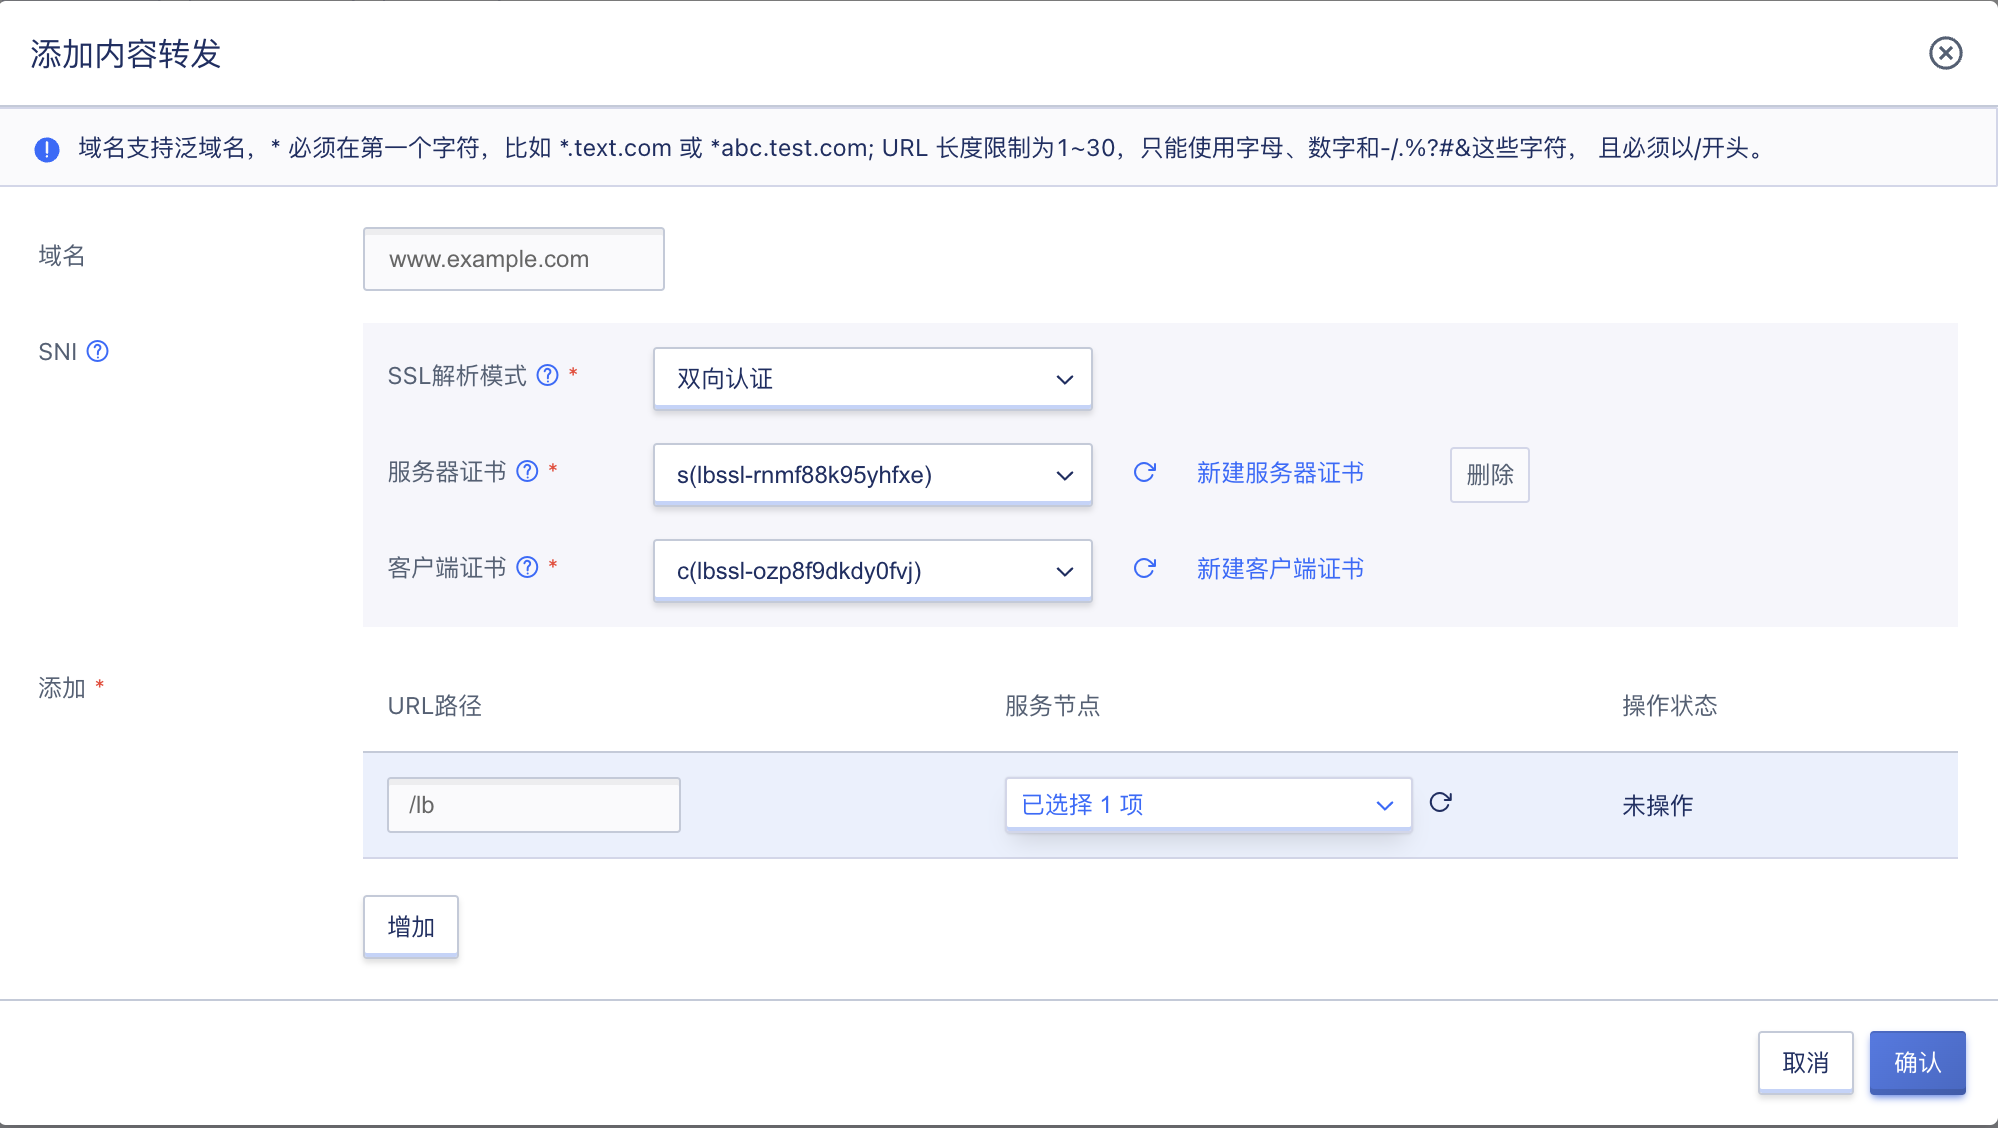 添加内容转发
域名支持泛域名，* 必须在第一个字符，比如 *.text.com 或 *abc.test.com; URL 长度限制为1~30，只能使用字母、数字和-/.%?#&这些字符， 且必须以/开头。
域名
www.example.com
SNI
SSL解析模式 *
双向认证
服务器证书 *
s(lbssl-rnmf88k95yhfxe)
新建服务器证书
删除
客户端证书 *
c(lbssl-ozp8f9dkdy0fvj)
新建客户端证书
添加 *
URL路径
服务节点
操作状态
/lb
已选择 1 项
未操作
增加
取消
确认